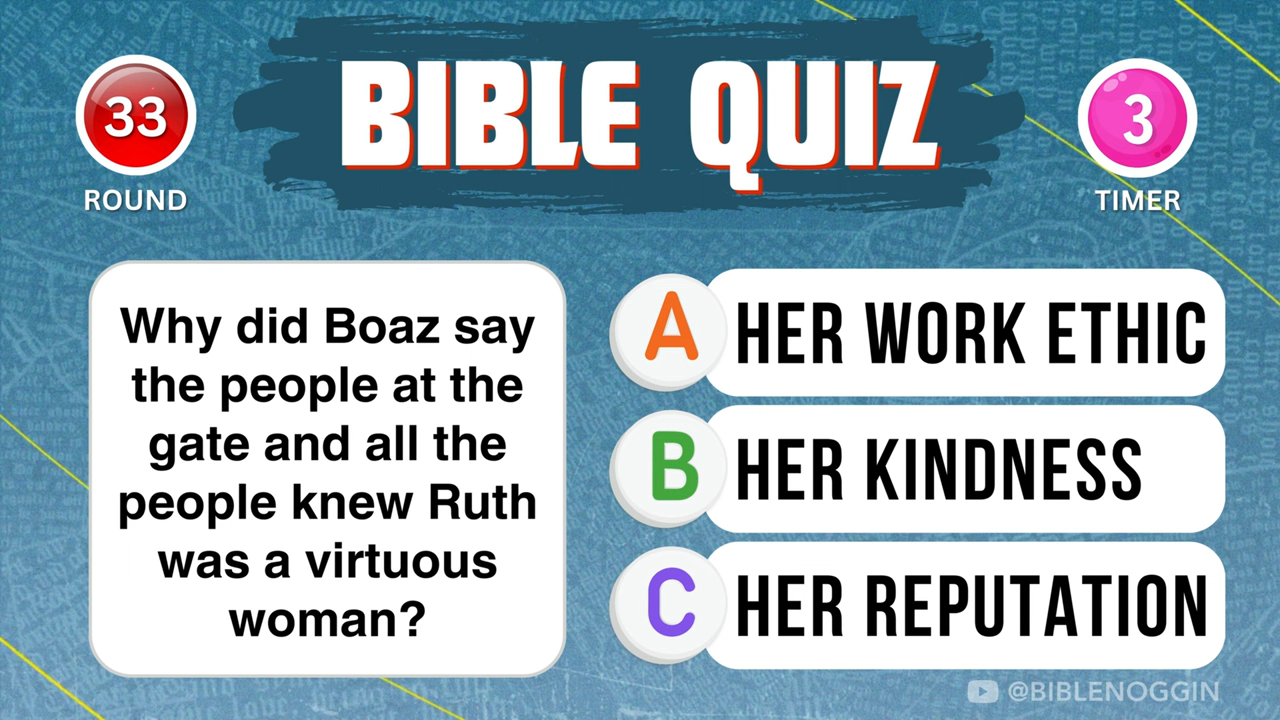 33
ROUND
BIBLE QUIZ
3
TIMER
Why did Boaz say
the people at the
gate and all the
people knew Ruth
was a virtuous
woman?
A HER WORK ETHIC
B HER KINDNESS
C HER REPUTATION
@BIBLENOGGIN